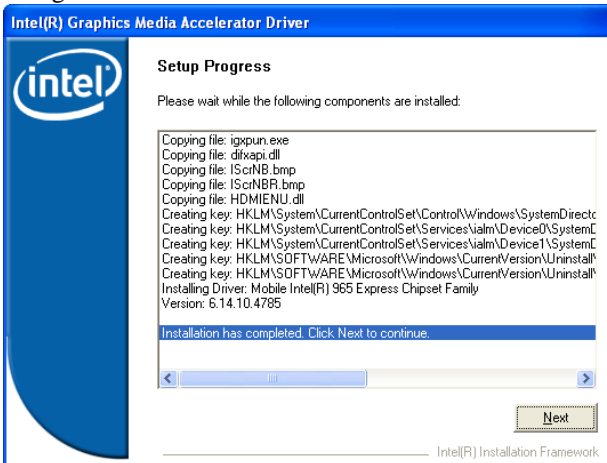 Intel(R) Graphics Media Accelerator Driver
intel
Setup Progress
Please wait while the following components are installed:
Copying file: igxpun.exe
Copying file: difxapi.dll
Copying file: IScrNB.bmp
Copying file: IScrNBR.bmp
Copying file: HDMIENU.dll
Creating key: HKLM\System\CurrentControlSet\Control\Windows\SystemDirecto
Creating key: HKLM\System\CurrentControlSet\Services\ialm\Device0\SystemD
Creating key: HKLM\System\CurrentControlSet\Services\ialm\Device1\SystemD
Creating key: HKLM\SOFTWARE\Microsoft\Windows\CurrentVersion\Uninstall\
Creating key: HKLM\SOFTWARE\Microsoft\Windows\CurrentVersion\Uninstall\
Installing Driver: Mobile Intel(R) 965 Express Chipset Family
Version: 6.14.10.4785
Installation has completed. Click Next to continue.
Next
Intel(R) Installation Framework